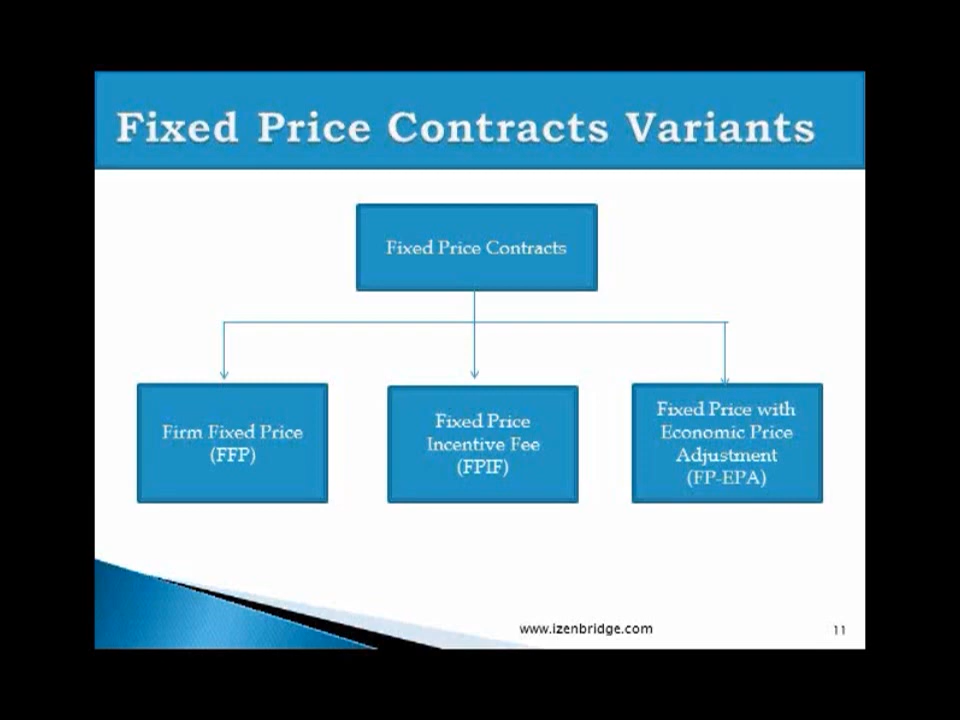 Fixed Price Contracts Variants
Fixed Price Contracts
Firm Fixed Price
(FFP)
Fixed Price
Incentive Fee
(FPIF)
Fixed Price with
Economic Price
Adjustment
(FP-EPA)
www.izenbridge.com
11